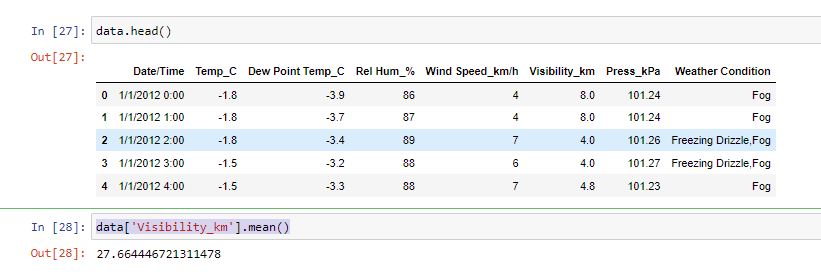 In [27]: data.head()
Out[27]:
Date/Time Temp_C Dew Point Temp_C Rel Hum_% Wind Speed_km/h Visibility_km Press_kPa Weather Condition
0 1/1/2012 0:00 -1.8 -3.9 86 4 8.0 101.24 Fog
1 1/1/2012 1:00 -1.8 -3.7 87 4 8.0 101.24 Fog
2 1/1/2012 2:00 -1.8 -3.4 89 7 4.0 101.26 Freezing Drizzle,Fog
3 1/1/2012 3:00 -1.5 -3.2 88 6 4.0 101.27 Freezing Drizzle,Fog
4 1/1/2012 4:00 -1.5 -3.3 88 7 4.8 101.23 Fog
In [28]: data['Visibility_km'].mean()
Out[28]: 27.664446721311478